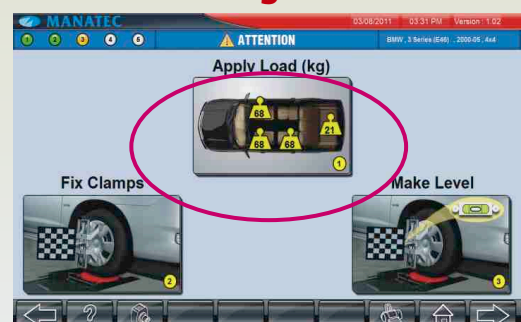 MANATEC
03/08/2011 03:31 PM Version : 1.02
1 2 3 4 5
ATTENTION
BMW , 3 Series (E46) , 2000-05 , 4x4
Apply Load (kg)
68
68 68 21
1
Fix Clamps
Make Level
2
3
?